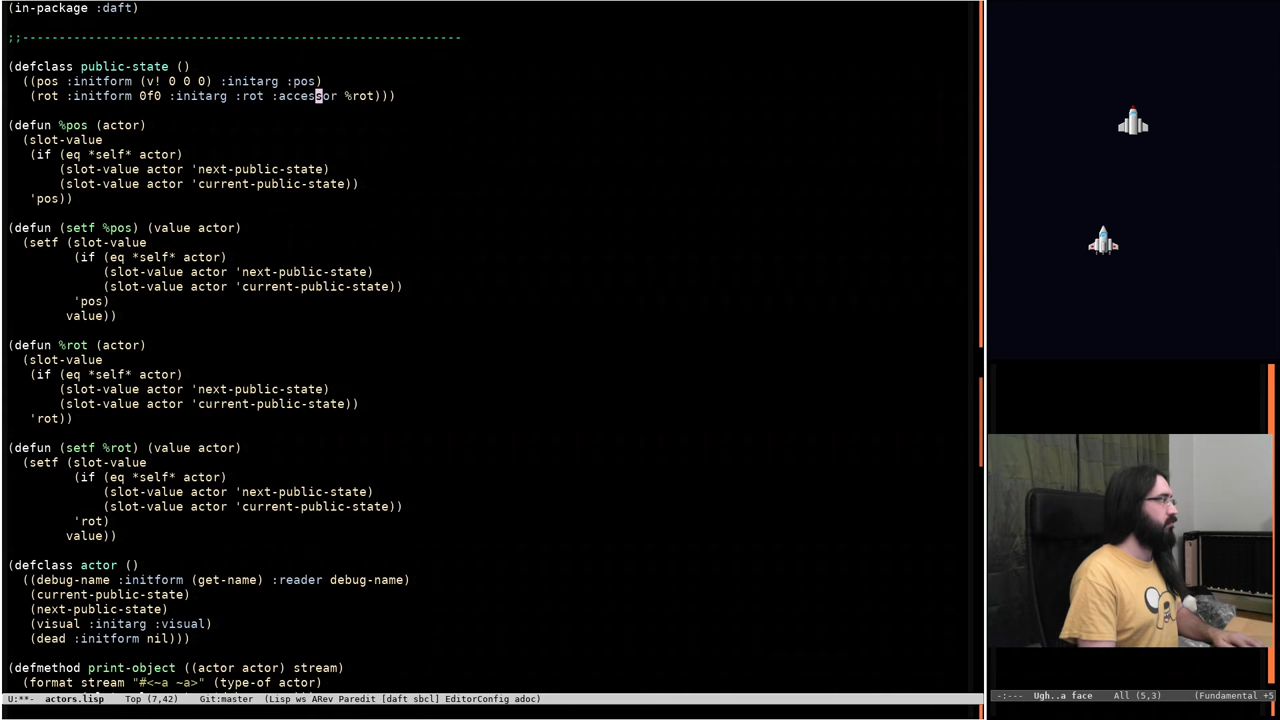 (in-package :daft)
;;------------------------------------------------------------
(defclass public-state ()
  ((pos :initform (v! 0 0 0) :initarg :pos)
   (rot :initform 0f0 :initarg :rot :accessor %rot)))
(defun %pos (actor)
  (slot-value
   (if (eq *self* actor)
       (slot-value actor 'next-public-state)
       (slot-value actor 'current-public-state))
   'pos))
(defun (setf %pos) (value actor)
  (setf (slot-value
         (if (eq *self* actor)
             (slot-value actor 'next-public-state)
             (slot-value actor 'current-public-state))
         'pos)
        value))
(defun %rot (actor)
  (slot-value
   (if (eq *self* actor)
       (slot-value actor 'next-public-state)
       (slot-value actor 'current-public-state))
   'rot))
(defun (setf %rot) (value actor)
  (setf (slot-value
         (if (eq *self* actor)
             (slot-value actor 'next-public-state)
             (slot-value actor 'current-public-state))
         'rot)
        value))
(defclass actor ()
  ((debug-name :initform (get-name) :reader debug-name)
   (current-public-state)
   (next-public-state)
   (visual :initarg :visual)
   (dead :initform nil)))
(defmethod print-object ((actor actor) stream)
  (format stream "#<~a ~a>" (type-of actor)
U:**-  actors.lisp    Top (7,42)    Git:master  (Lisp ws ARev Paredit [daft sbcl] EditorConfig adoc)
-:---  Ugh..a face    All (5,3)    (Fundamental +5